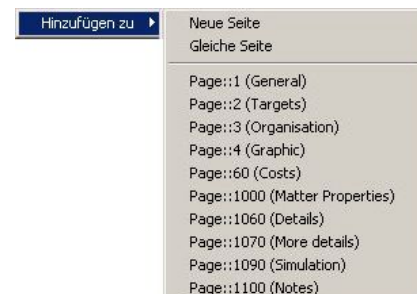 Hinzufügen zu
Neue Seite
Gleiche Seite
Page::1 (General)
Page::2 (Targets)
Page::3 (Organisation)
Page::4 (Graphic)
Page::60 (Costs)
Page::1000 (Matter Properties)
Page::1060 (Details)
Page::1070 (More details)
Page::1090 (Simulation)
Page::1100 (Notes)